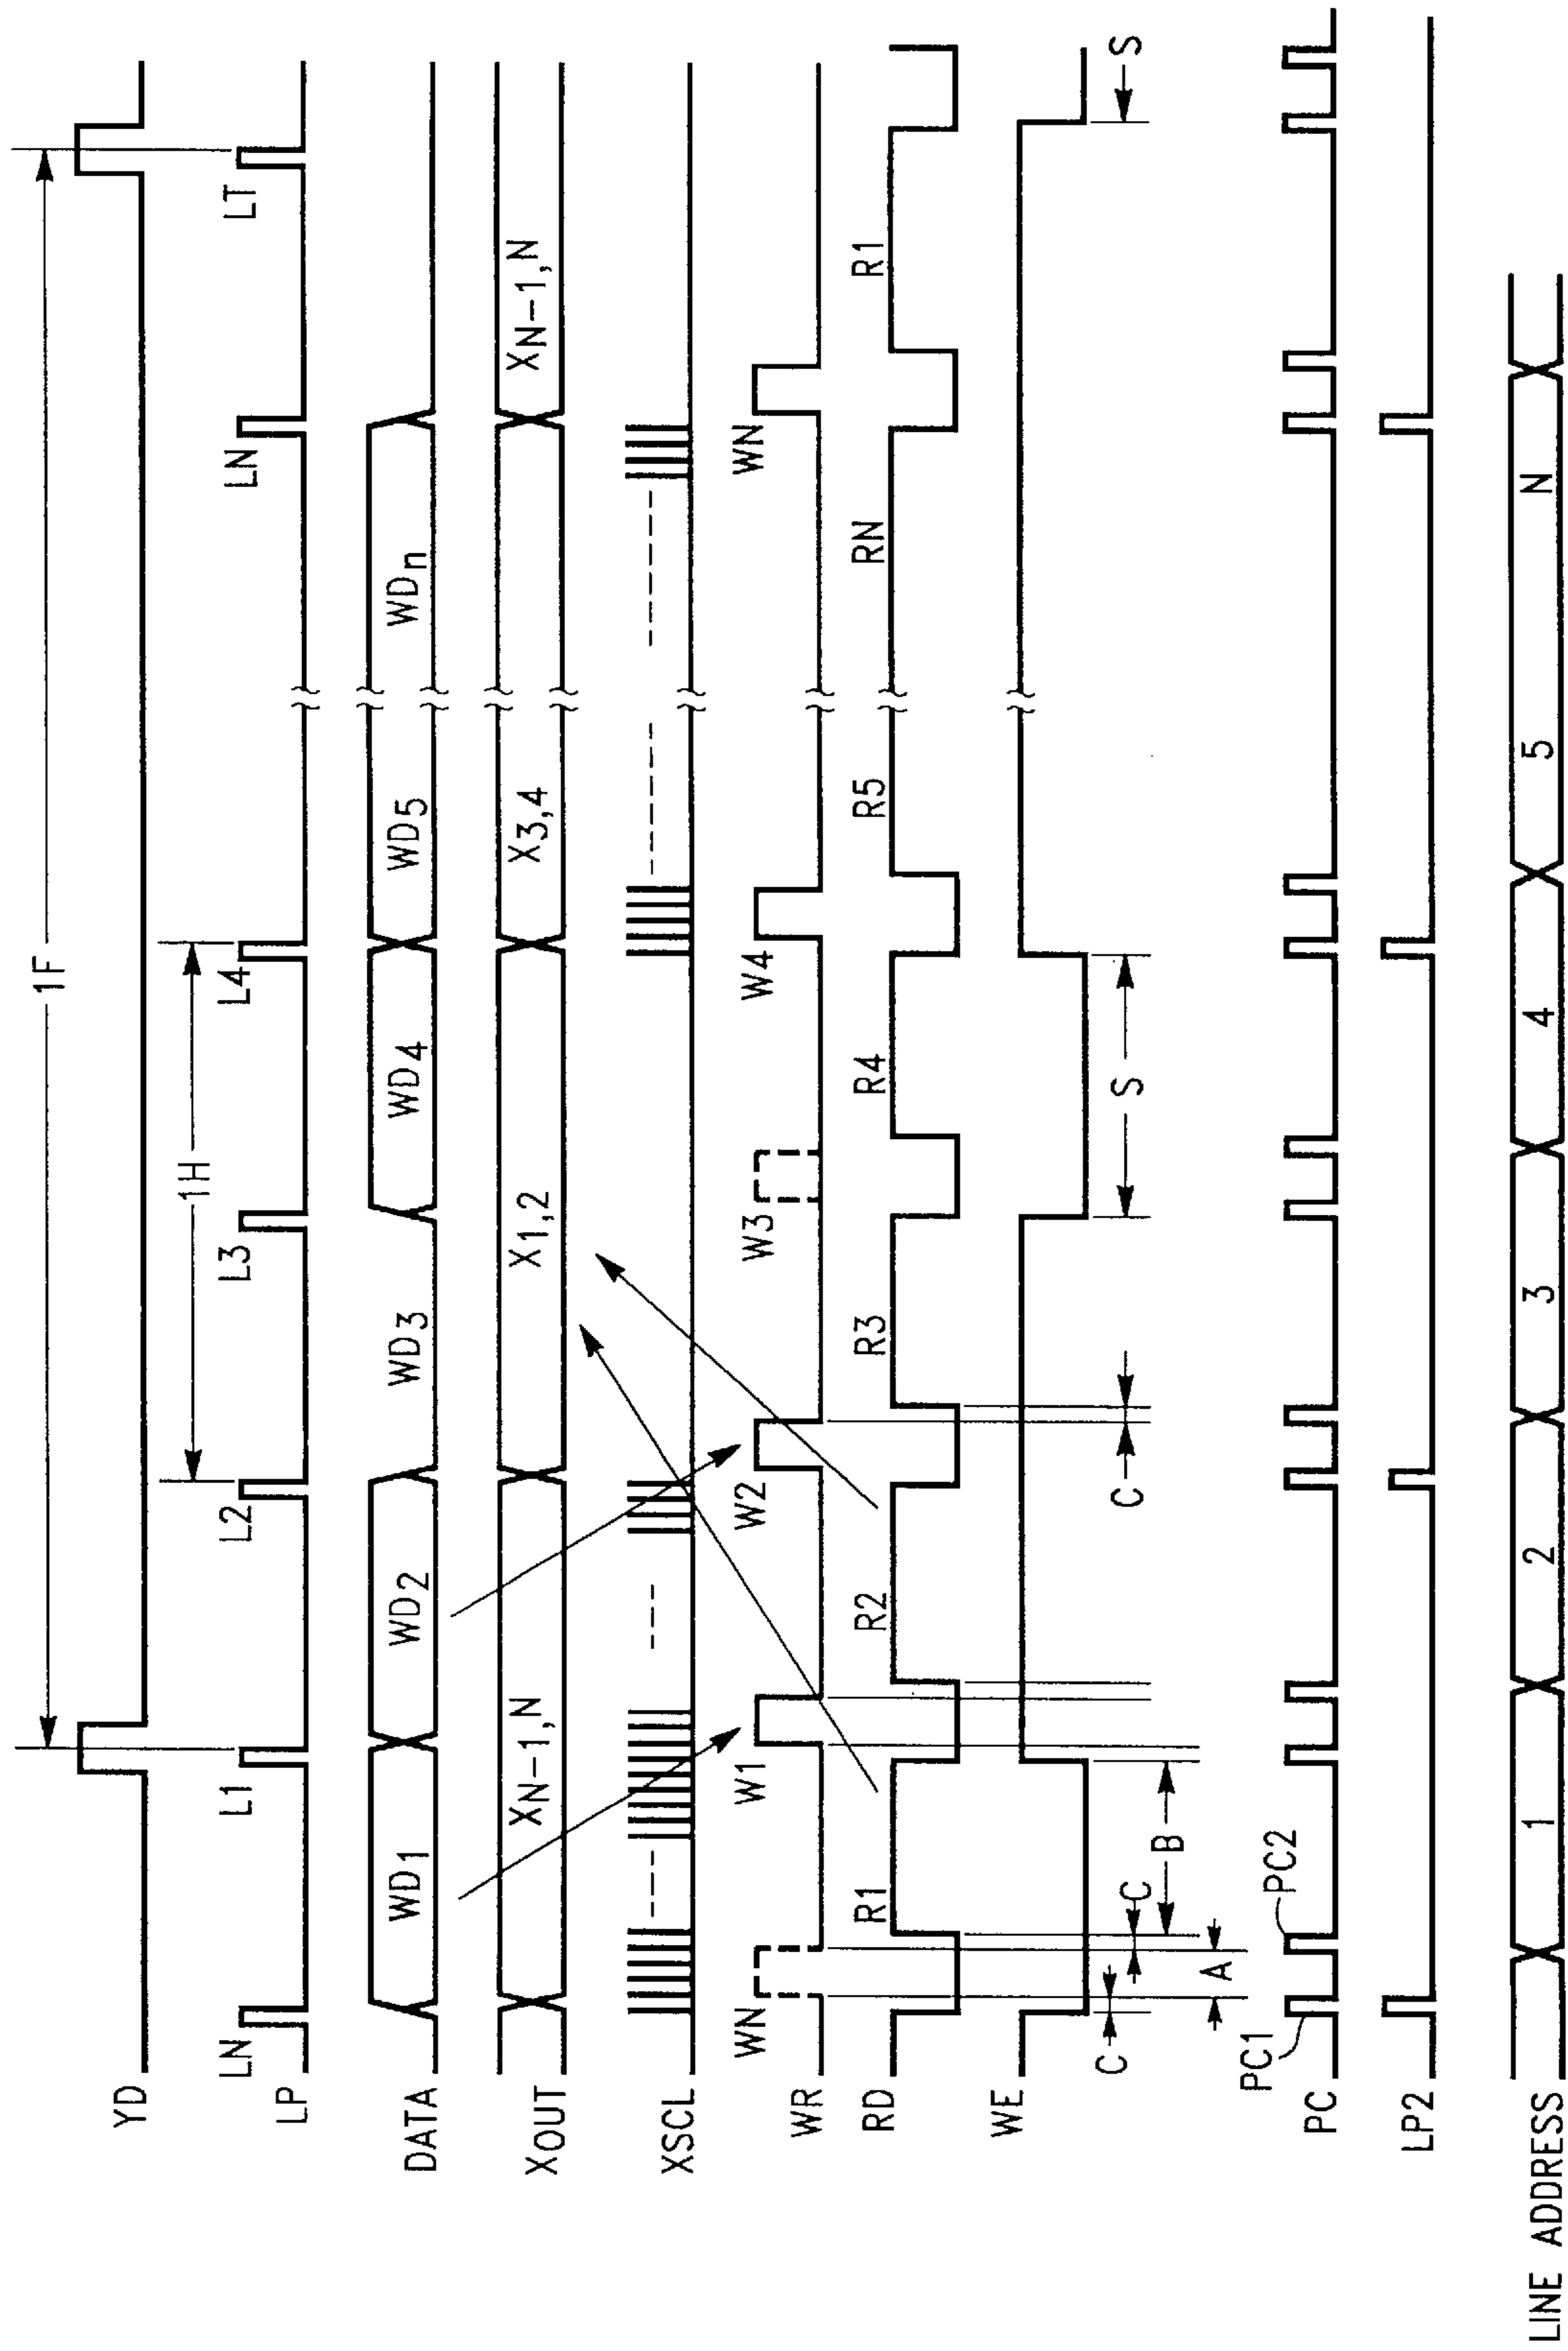 1F
YD
1H
LP LN L1 L2 L3 L4 LN LT
DATA WD1 WD2 WD3 WD4 WD5 WDn
XOUT XN-1,N X1,2 X3,4 XN-1,N
XSCL
WR WN W1 W2 W3 W4 WN
RD R1 R2 R3 R4 R5 RN R1
WE
C A C B C S S
PC1 PC2
PC
LP2
LINE ADDRESS 1 2 3 4 5 N